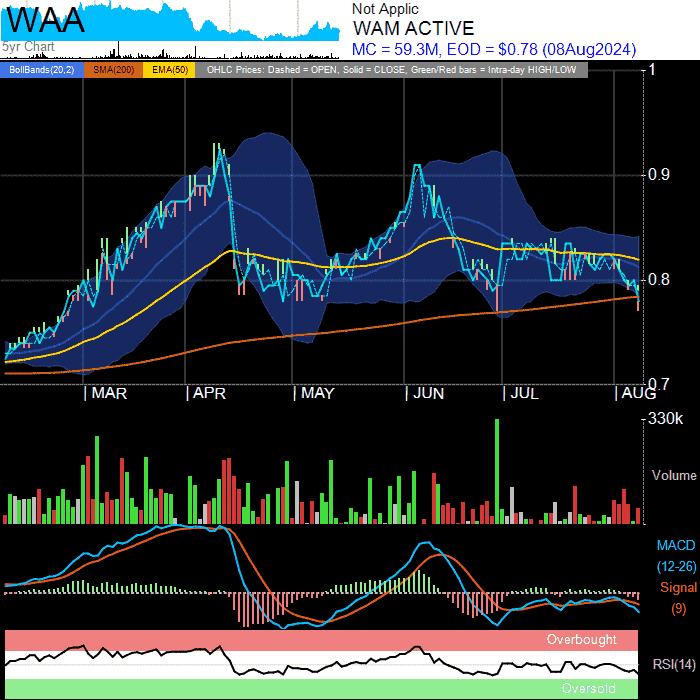 WAA
5yr Chart
Not Applic
WAM ACTIVE
MC = 59.3M, EOD = $0.78 (08Aug2024)
BollBands(20,2) SMA(200) EMA(50) OHLC Prices: Dashed = OPEN, Solid = CLOSE, Green/Red bars = Intra-day HIGH/LOW
1
0.9
0.8
0.7
| MAR | APR | MAY | JUN | JUL | AUG
330k
Volume
MACD
(12-26)
Signal
(9)
Overbought
RSI(14)
Oversold